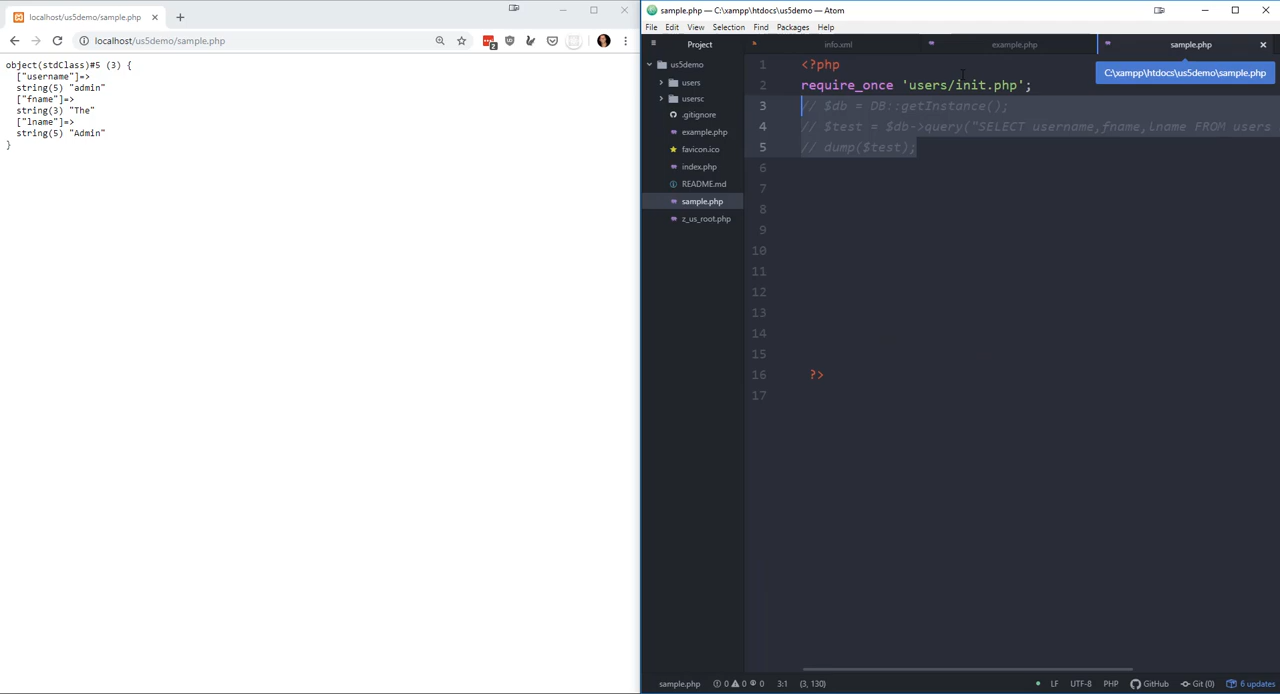 localhost/us5demo/sample.php
localhost/us5demo/sample.php
2
object(stdClass)#5 (3) {
["username"]=>
string(5) "admin"
["fname"]=>
string(3) "The"
["lname"]=>
string(5) "Admin"
}
sample.php — C:\xampp\htdocs\us5demo — Atom
File Edit View Selection Find Packages Help
Project
us5demo
users
usersc
.gitignore
example.php
favicon.ico
index.php
README.md
sample.php
z_us_root.php
info.xml example.php sample.php
C:\xampp\htdocs\us5demo\sample.php
1 <?php
2 require_once 'users/init.php';
3 // $db = DB::getInstance();
4 // $test = $db->query("SELECT username,fname,lname FROM users
5 // dump($test);
6
7
8
9
10
11
12
13
14
15
16 ?>
17
sample.php 0 0 0 3:1 (3, 130) LF UTF-8 PHP GitHub Git (0) 6 updates